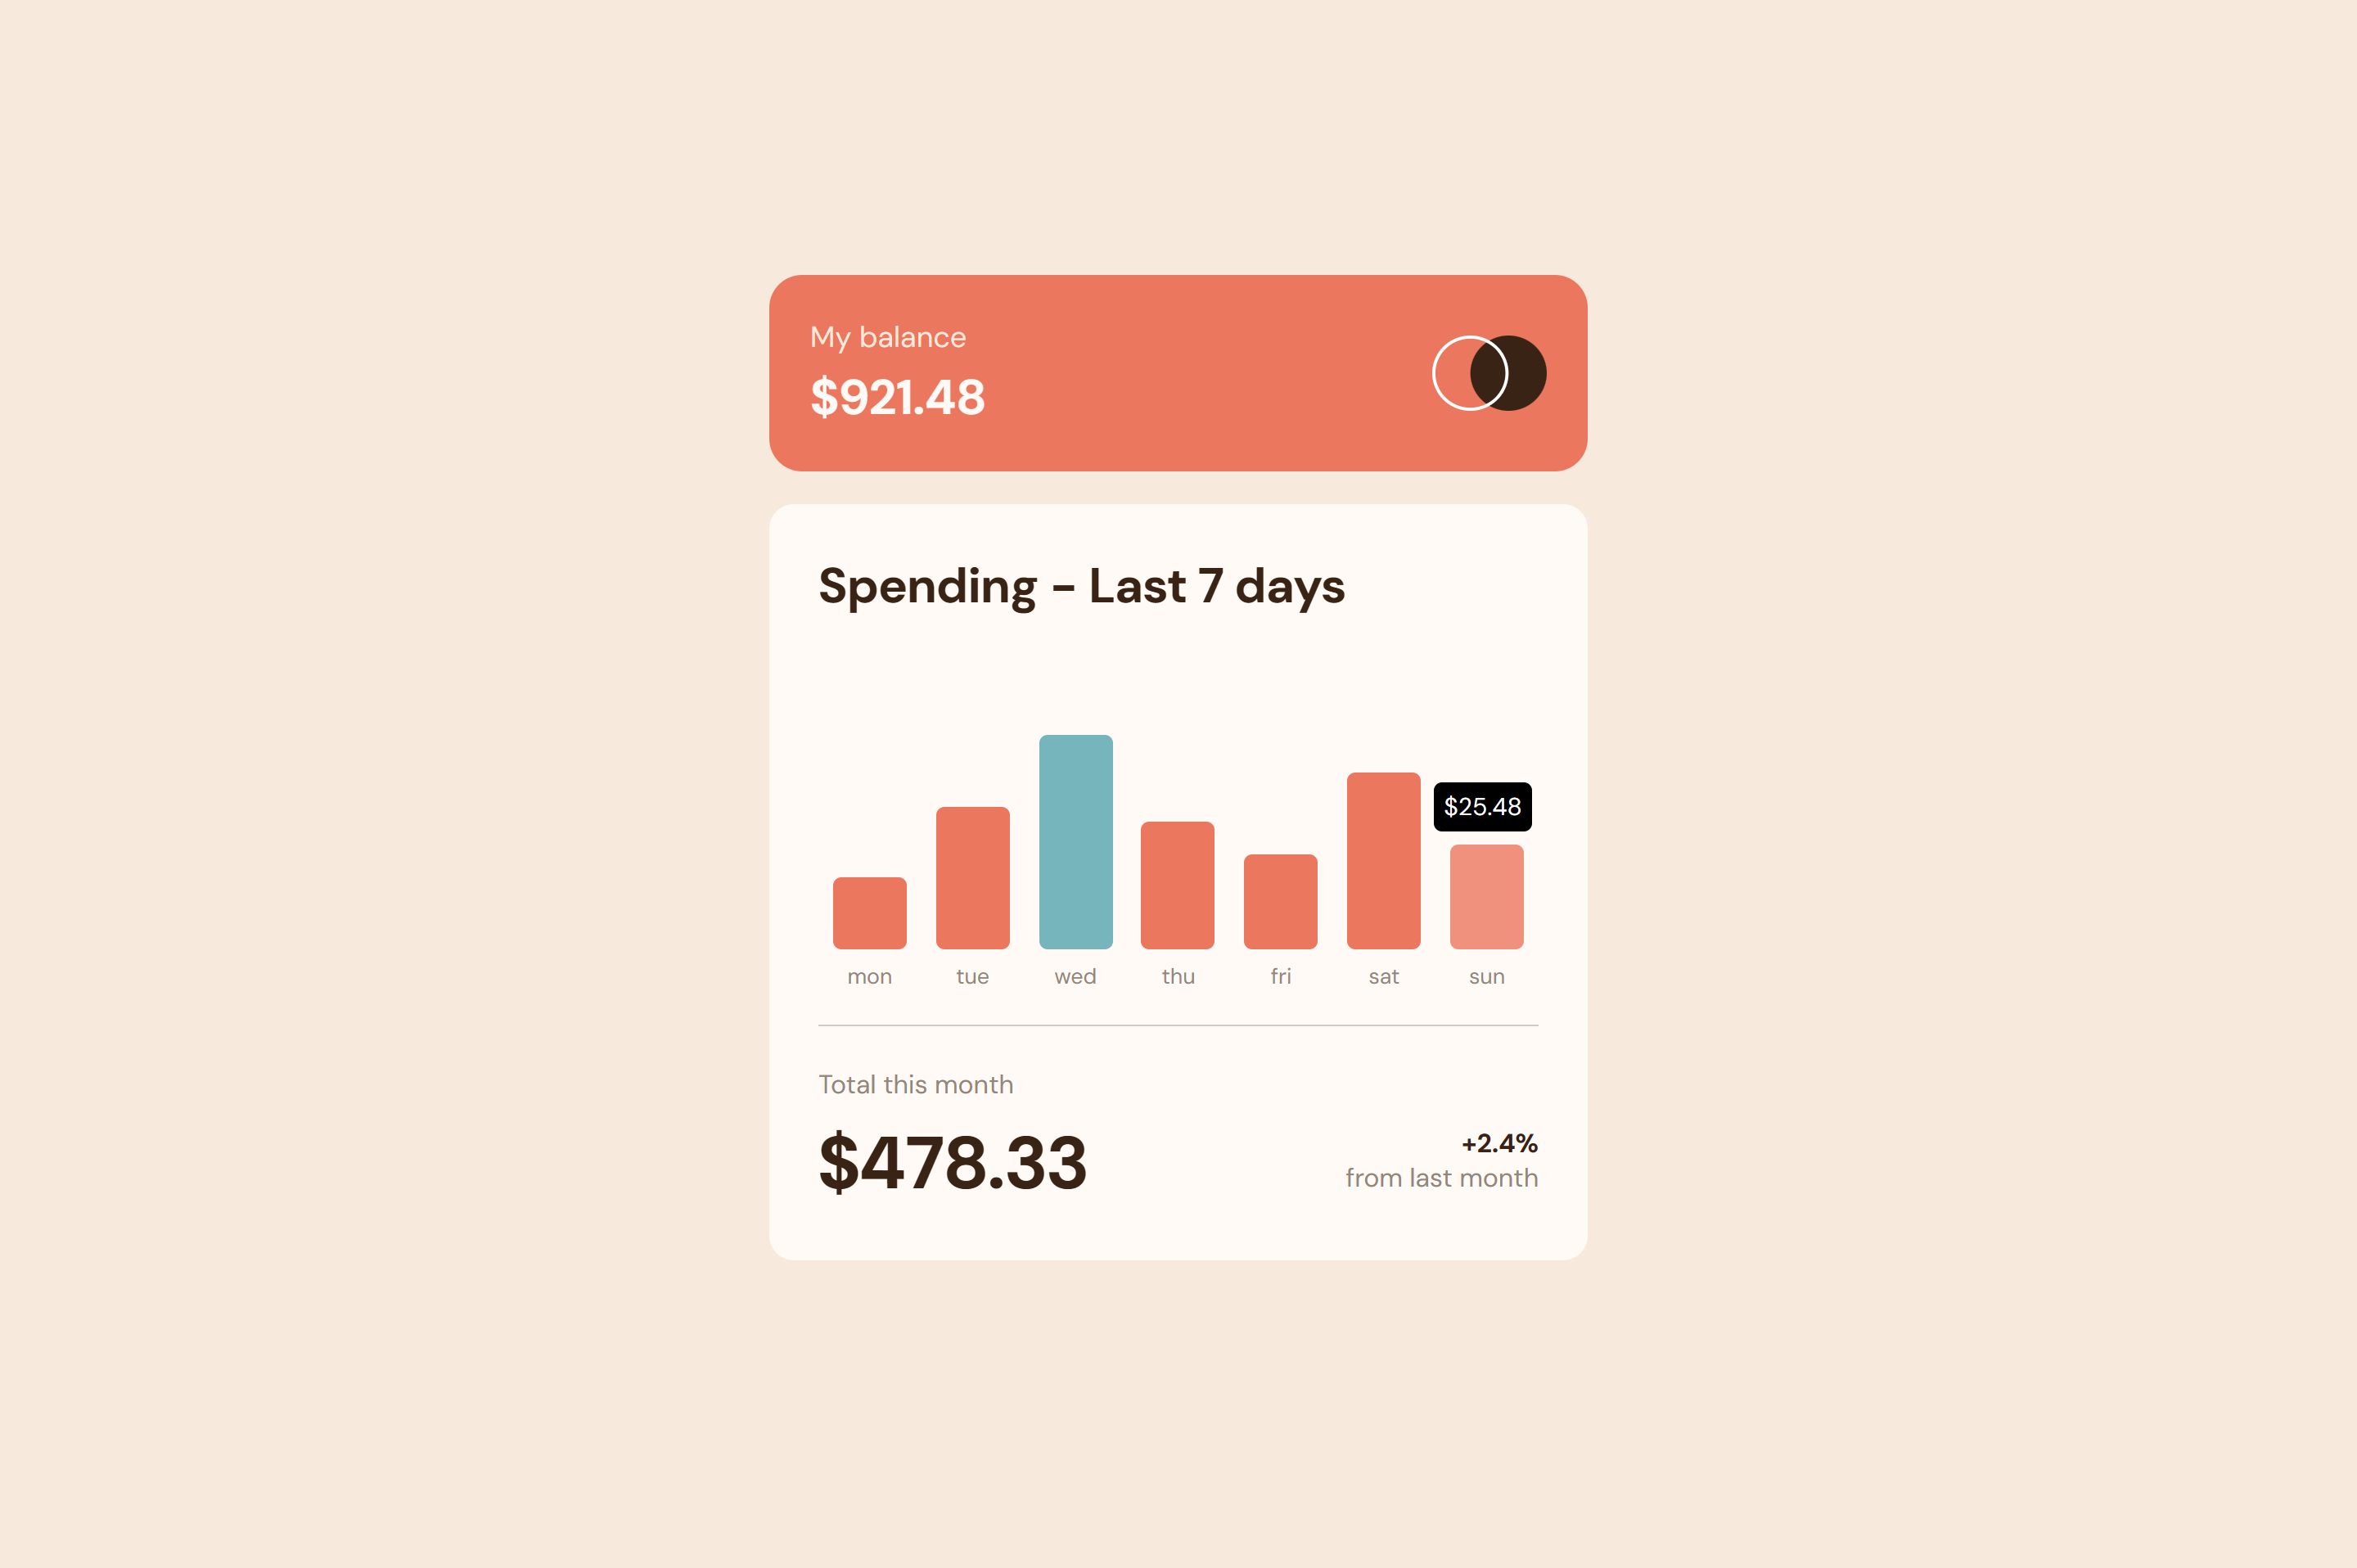 My balance
$921.48
Spending - Last 7 days
$25.48
mon tue wed thu fri sat sun
Total this month
$478.33
+2.4%
from last month